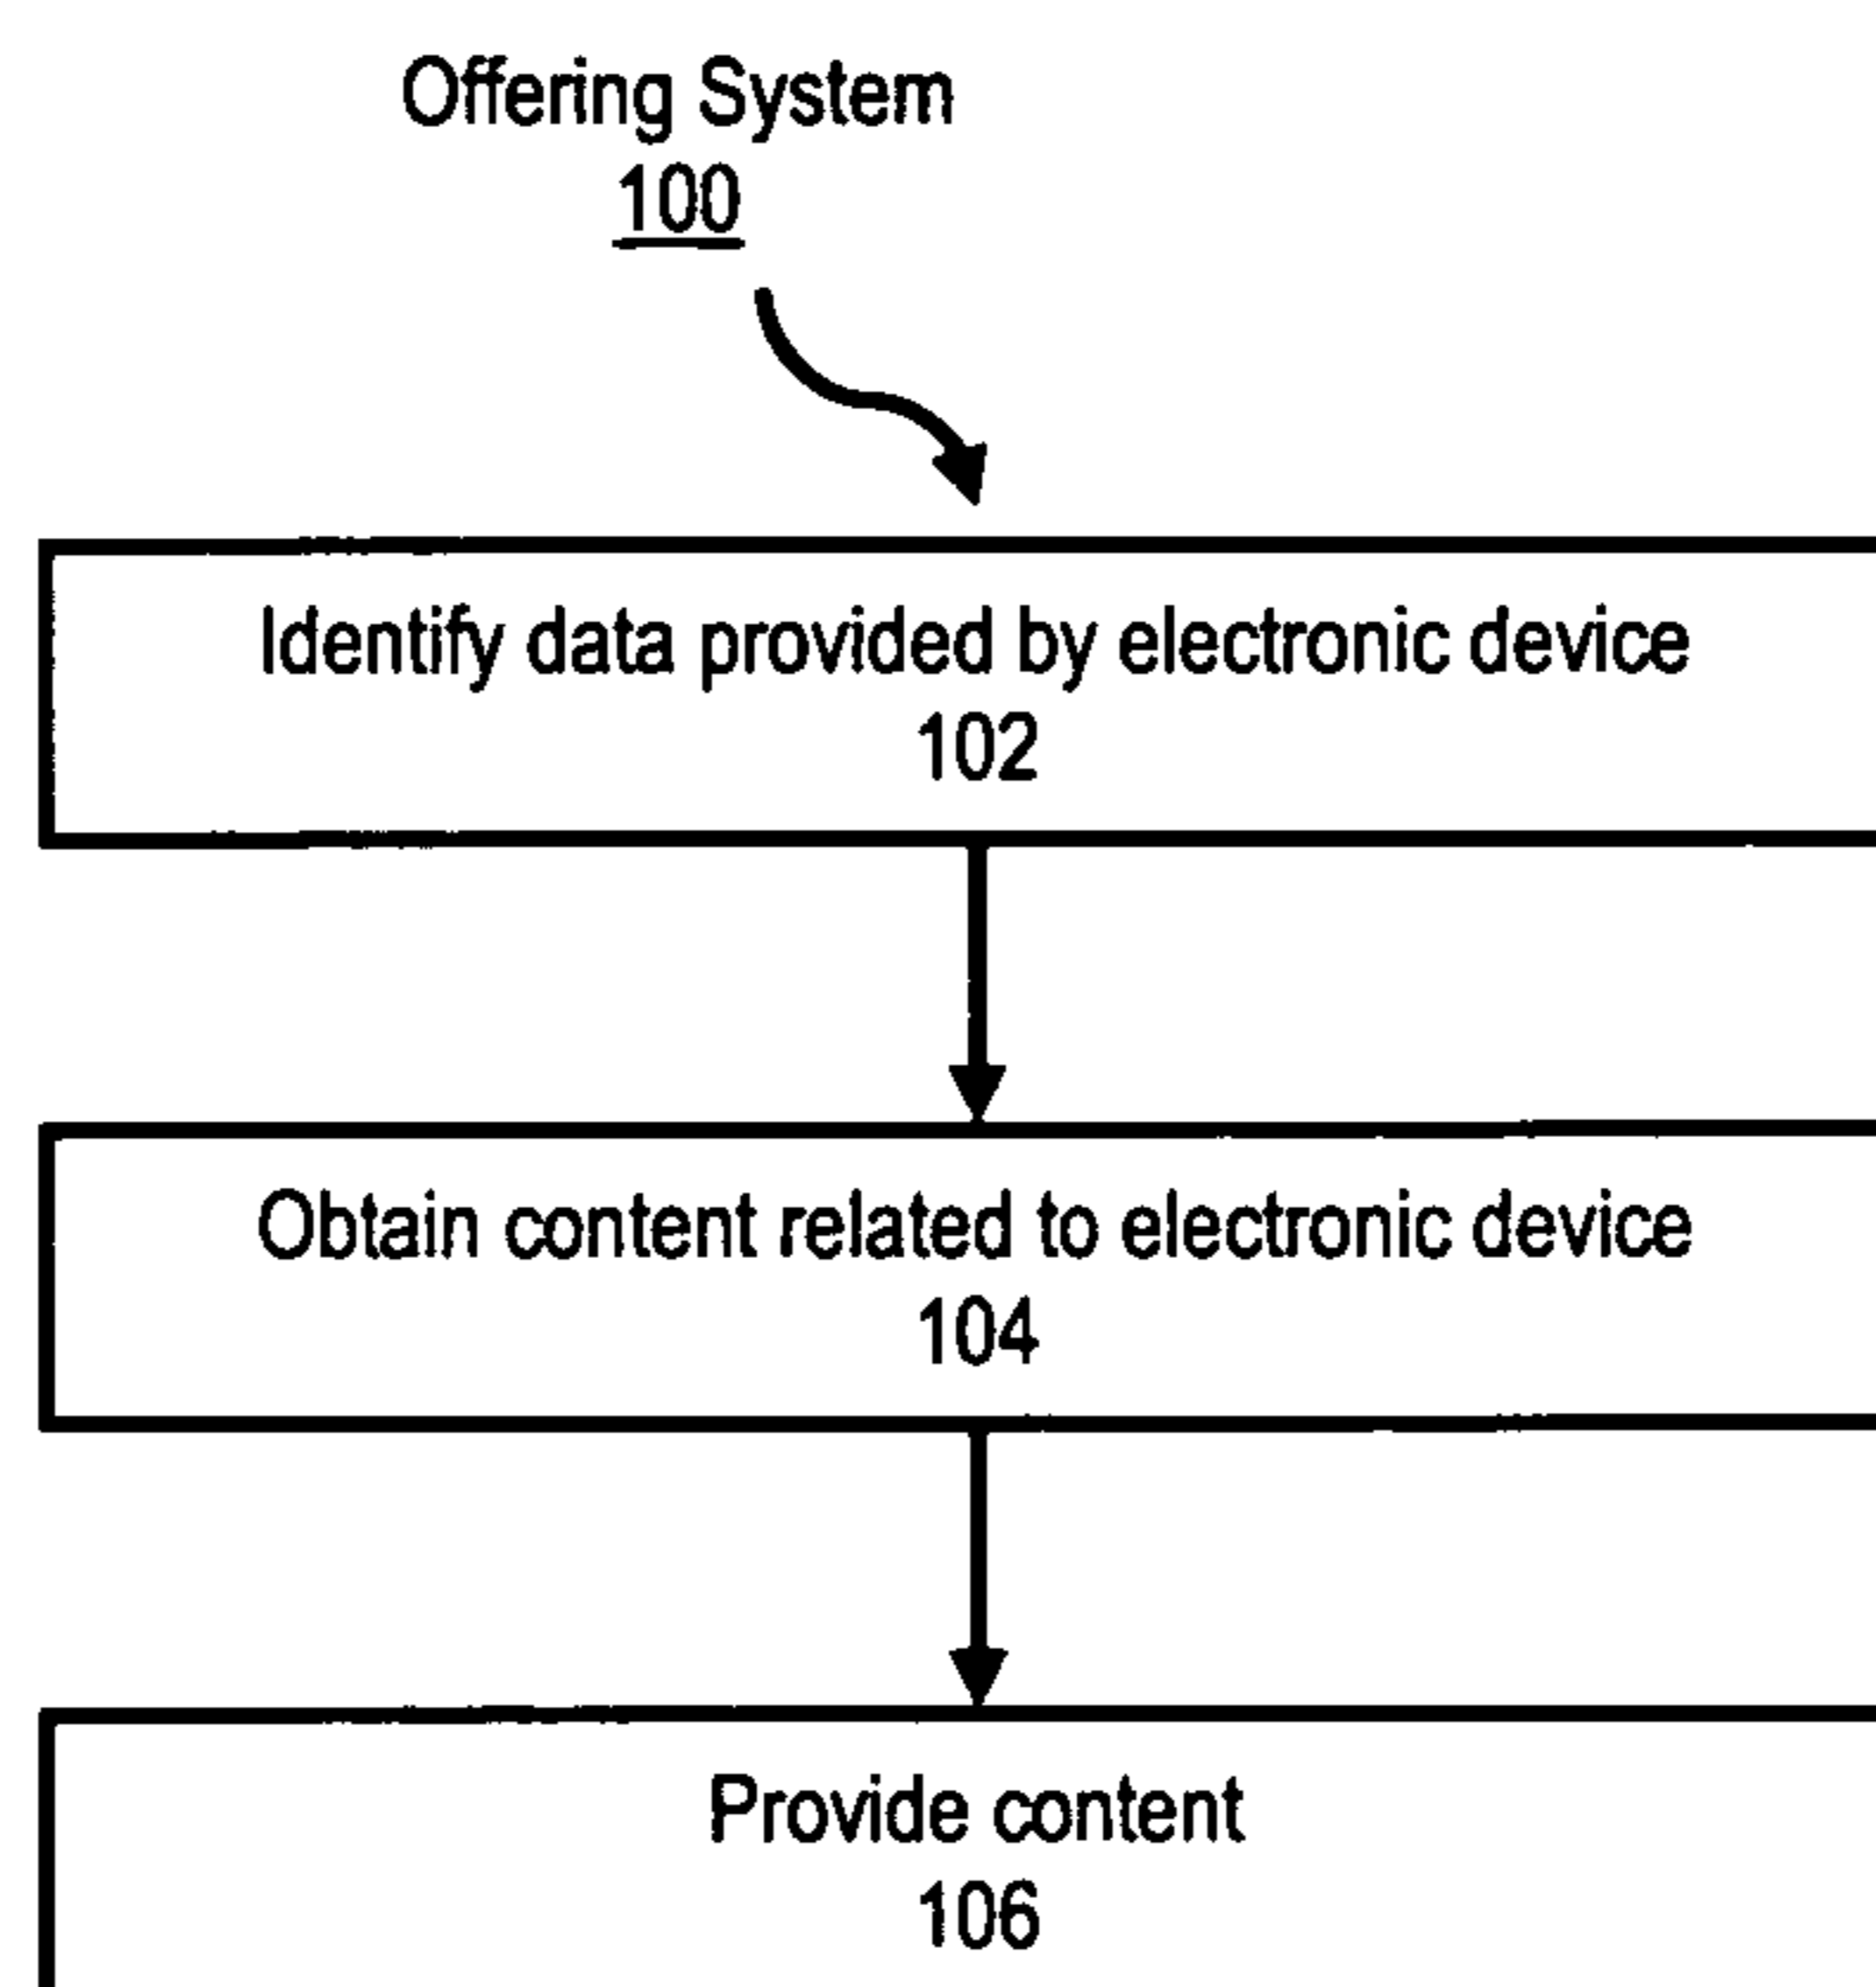 Offering System
100
Identify data provided by electronic device
102
Obtain content related to electronic device
104
Provide content
106